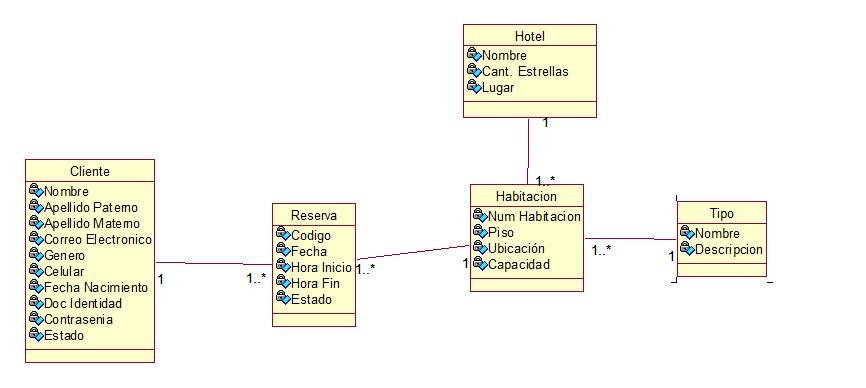 Hotel
Nombre
Cant. Estrellas
Lugar
1
1..*
Cliente
Nombre
Apellido Paterno
Apellido Materno
Correo Electronico
Genero
Celular
Fecha Nacimiento
Doc Identidad
Contrasenia
Estado
1
1..*
Reserva
Codigo
Fecha
Hora Inicio
Hora Fin
Estado
1..*
1
Habitacion
Num Habitacion
Piso
Ubicación
Capacidad
1..*
1
Tipo
Nombre
Descripcion